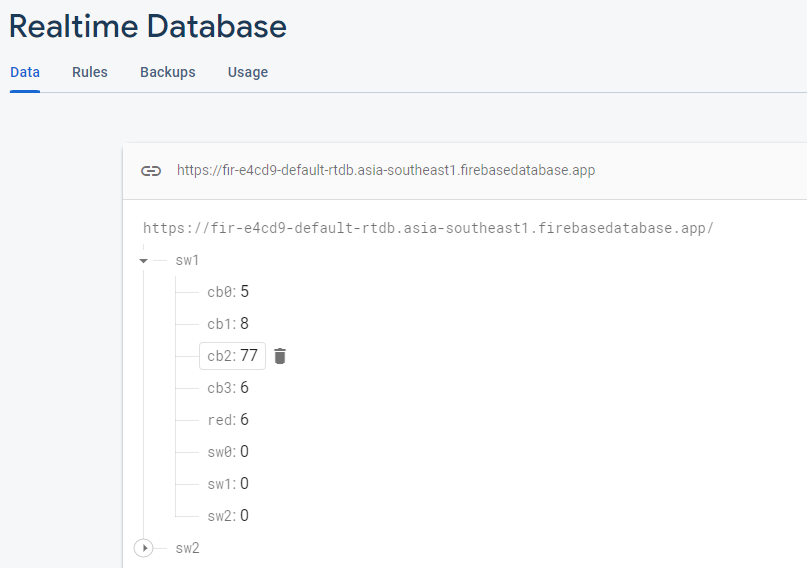 Realtime Database
Data Rules Backups Usage
https://fir-e4cd9-default-rtdb.asia-southeast1.firebasedatabase.app
https://fir-e4cd9-default-rtdb.asia-southeast1.firebasedatabase.app/
sw1
cb0: 5
cb1: 8
cb2: 77
cb3: 6
red: 6
sw0: 0
sw1: 0
sw2: 0
sw2